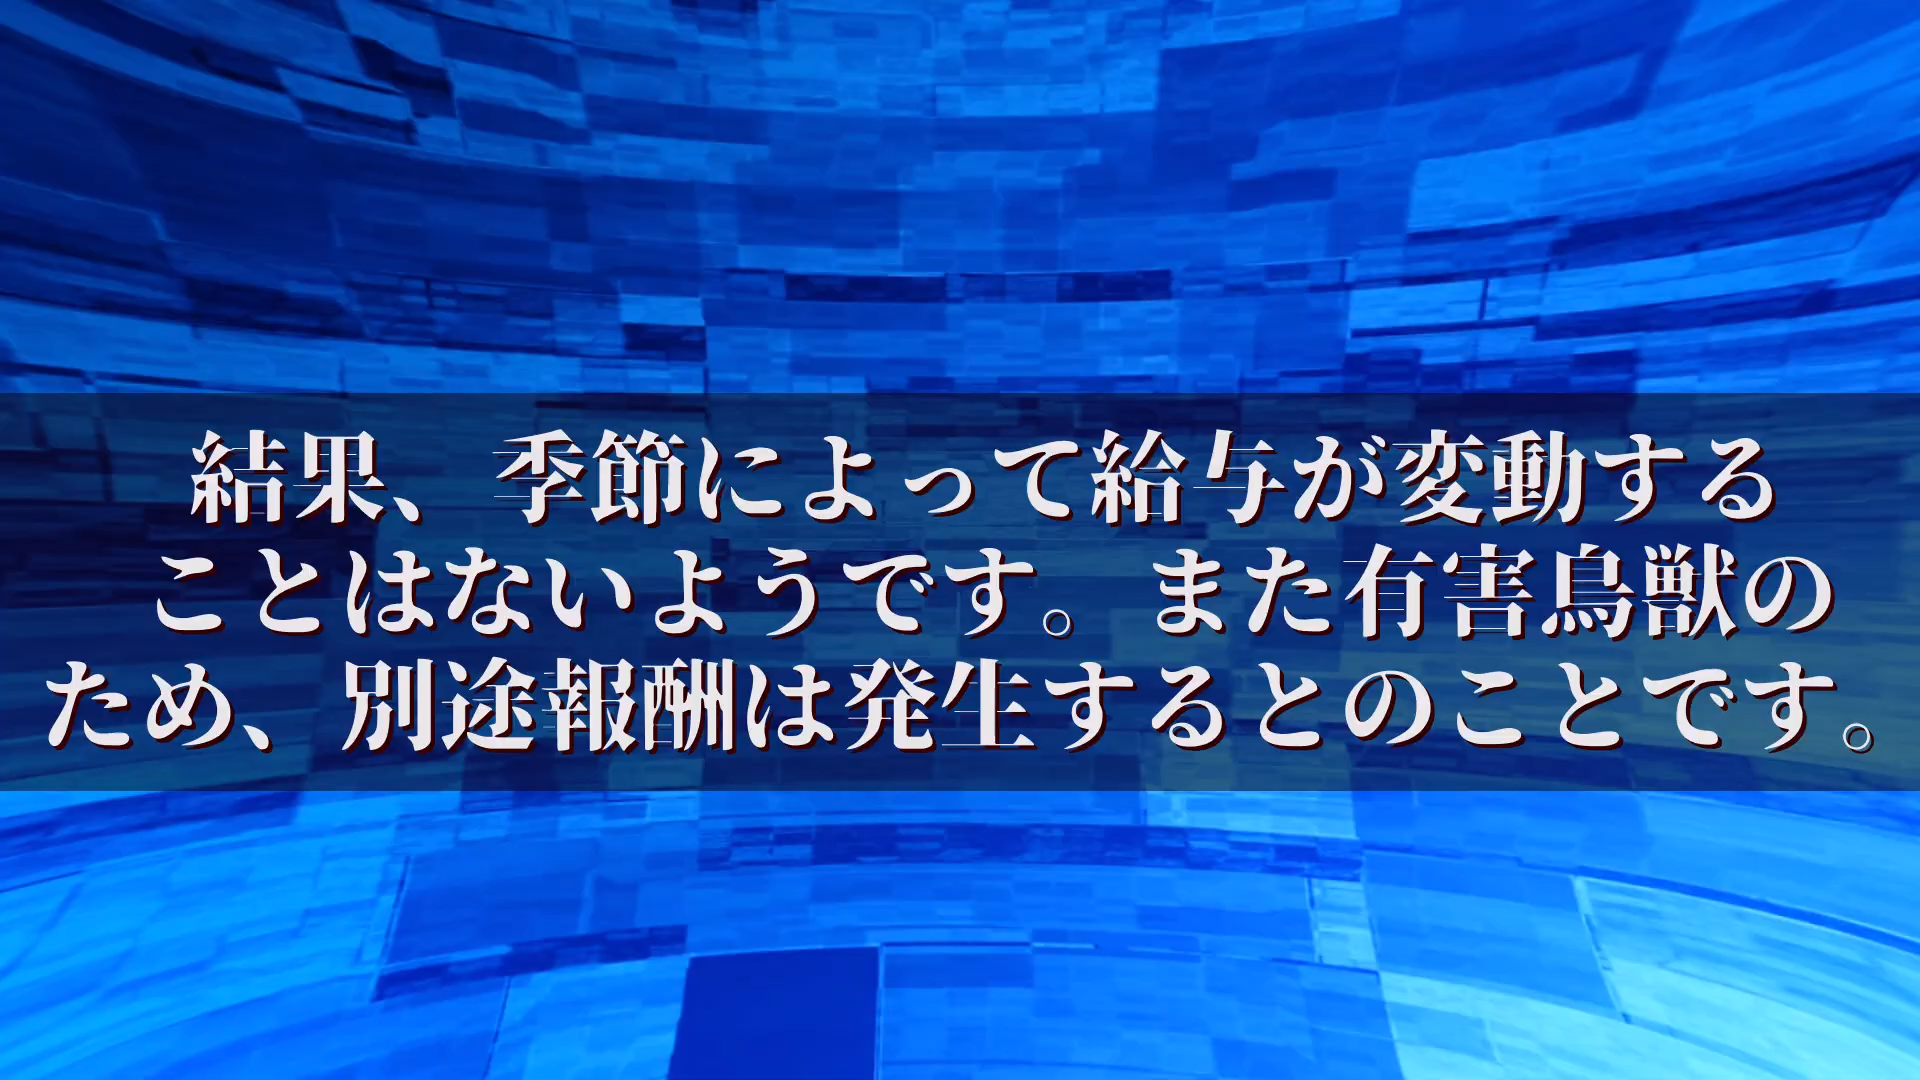 結果、季節によって給与が変動する
ことはないようです。また有害鳥獣の
ため、別途報酬は発生するとのことです。